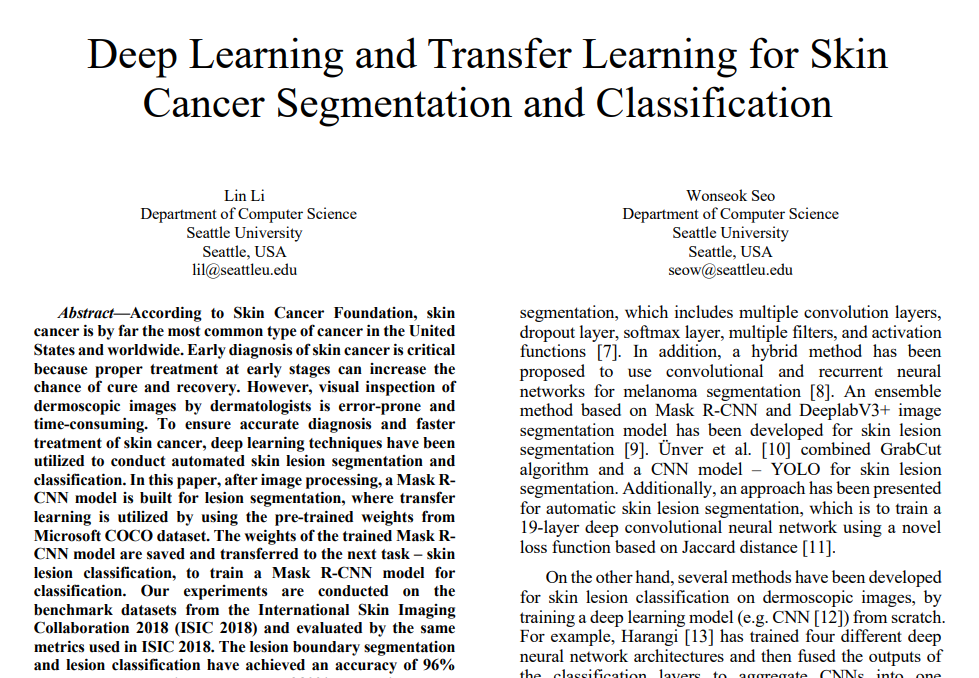 Deep Learning and Transfer Learning for Skin
Cancer Segmentation and Classification
Lin Li
Department of Computer Science
Seattle University
Seattle, USA
lil@seattleu.edu
Wonseok Seo
Department of Computer Science
Seattle University
Seattle, USA
seow@seattleu.edu
Abstract—According to Skin Cancer Foundation, skin
cancer is by far the most common type of cancer in the United
States and worldwide. Early diagnosis of skin cancer is critical
because proper treatment at early stages can increase the
chance of cure and recovery. However, visual inspection of
dermoscopic images by dermatologists is error-prone and
time-consuming. To ensure accurate diagnosis and faster
treatment of skin cancer, deep learning techniques have been
utilized to conduct automated skin lesion segmentation and
classification. In this paper, after image processing, a Mask R-
CNN model is built for lesion segmentation, where transfer
learning is utilized by using the pre-trained weights from
Microsoft COCO dataset. The weights of the trained Mask R-
CNN model are saved and transferred to the next task – skin
lesion classification, to train a Mask R-CNN model for
classification. Our experiments are conducted on the
benchmark datasets from the International Skin Imaging
Collaboration 2018 (ISIC 2018) and evaluated by the same
metrics used in ISIC 2018. The lesion boundary segmentation
and lesion classification have achieved an accuracy of 96%
segmentation, which includes multiple convolution layers,
dropout layer, softmax layer, multiple filters, and activation
functions [7]. In addition, a hybrid method has been
proposed to use convolutional and recurrent neural
networks for melanoma segmentation [8]. An ensemble
method based on Mask R-CNN and DeeplabV3+ image
segmentation model has been developed for skin lesion
segmentation [9]. Ünver et al. [10] combined GrabCut
algorithm and a CNN model – YOLO for skin lesion
segmentation. Additionally, an approach has been presented
for automatic skin lesion segmentation, which is to train a
19-layer deep convolutional neural network using a novel
loss function based on Jaccard distance [11].
On the other hand, several methods have been developed
for skin lesion classification on dermoscopic images, by
training a deep learning model (e.g. CNN [12]) from scratch.
For example, Harangi [13] has trained four different deep
neural network architectures and then fused the outputs of
the classification layers to aggregate CNNs into one